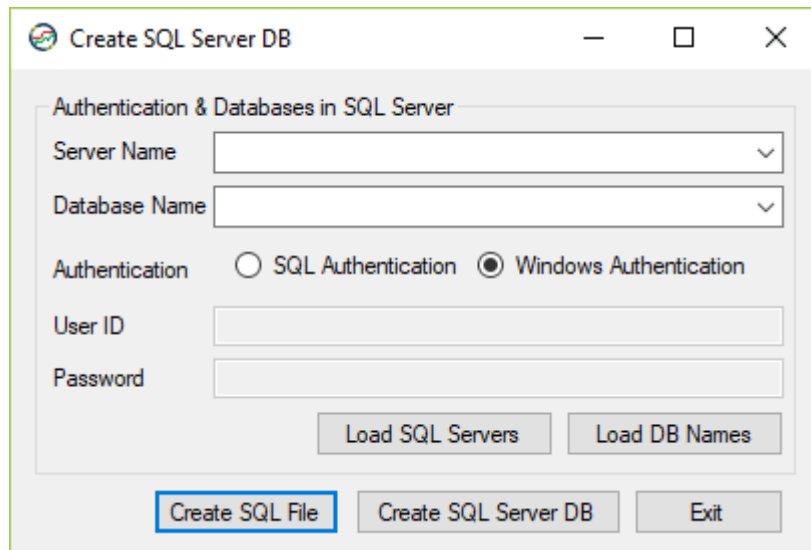 Create SQL Server DB
Authentication & Databases in SQL Server
Server Name
Database Name
Authentication SQL Authentication Windows Authentication
User ID
Password
Load SQL Servers Load DB Names
Create SQL File Create SQL Server DB Exit